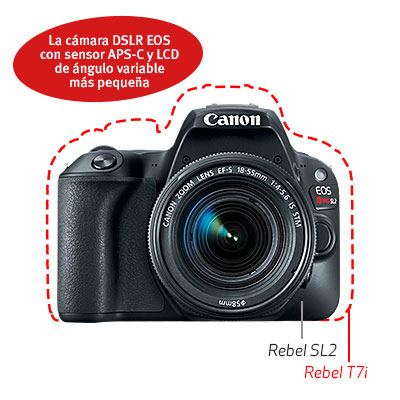 La cámara DSLR EOS
con sensor APS-C y LCD
de ángulo variable
más pequeña
Canon
CANON ZOOM LENS EF-S 18-55mm 1:4-5.6 IS STM
EOS
Rebel SL2
ø58mm
Rebel SL2
Rebel T7i